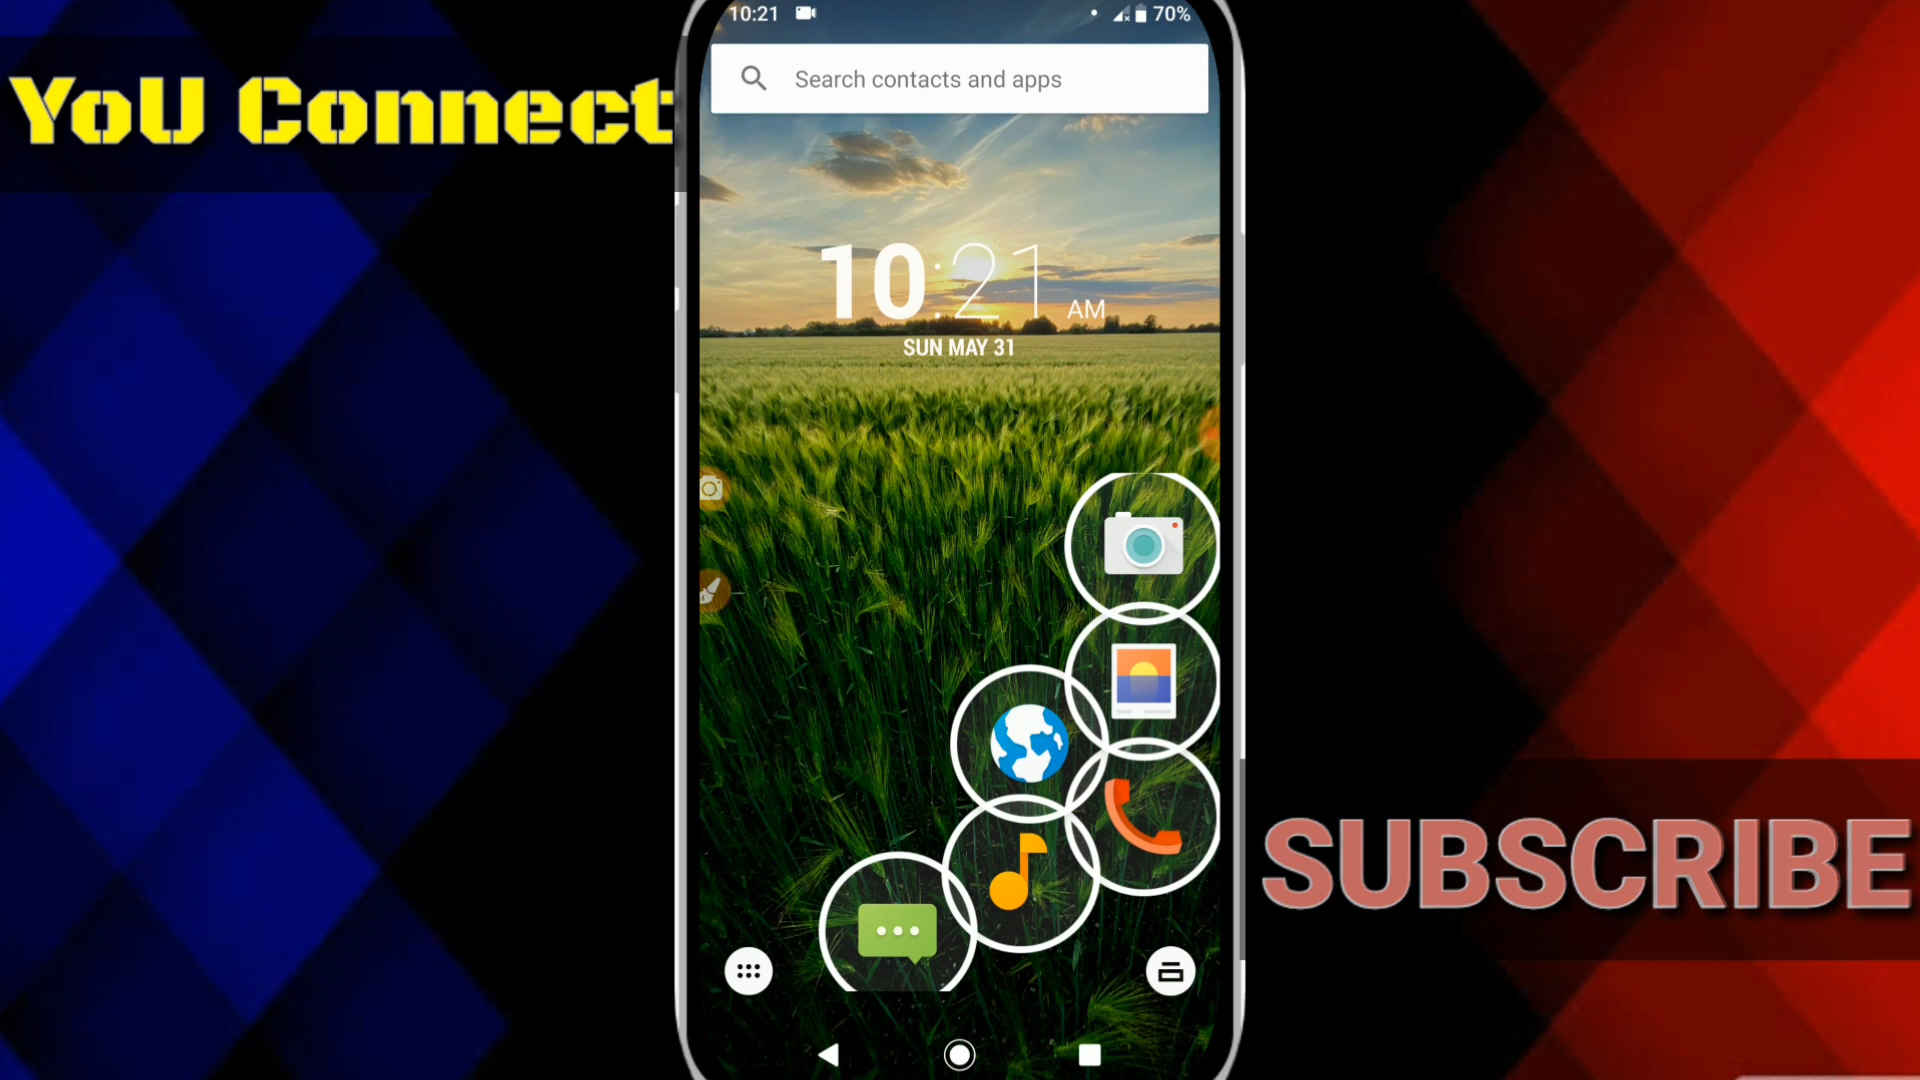 10:21
70%
YoU Connect
Search contacts and apps
10:21 AM
SUN MAY 31
SUBSCRIBE